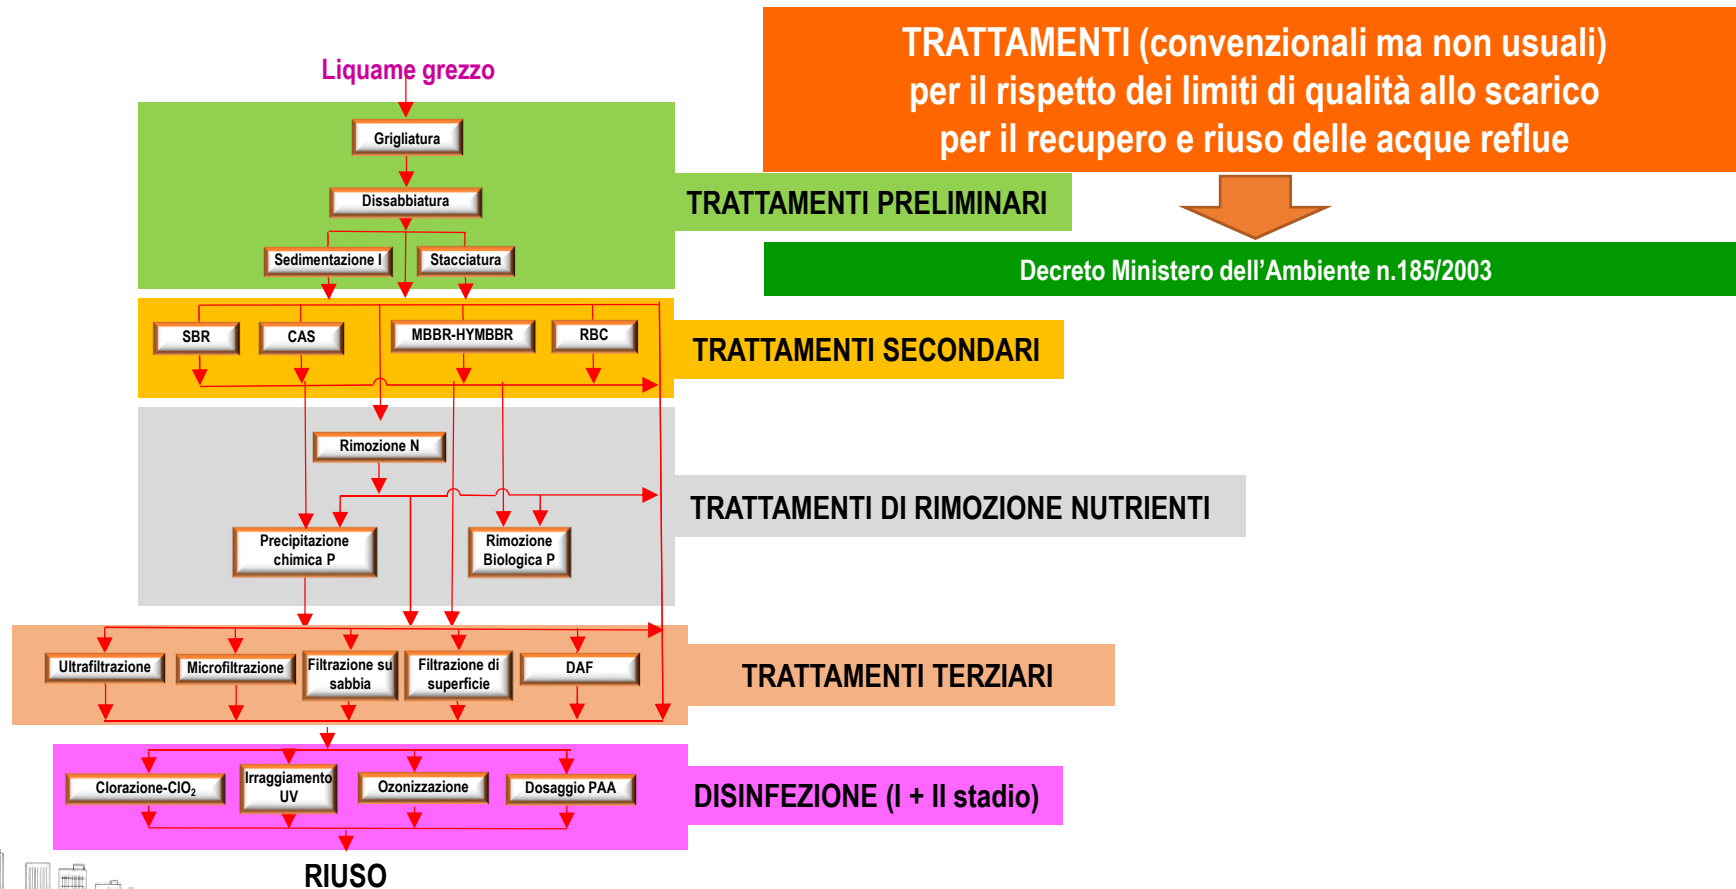 TRATTAMENTI (convenzionali ma non usuali)
per il rispetto dei limiti di qualità allo scarico
per il recupero e riuso delle acque reflue
Decreto Ministero dell'Ambiente n.185/2003
Liquame grezzo
Grigliatura
Dissabbiatura
Sedimentazione I
Stacciatura
TRATTAMENTI PRELIMINARI
SBR
CAS
MBBR-HYMBBR
RBC
TRATTAMENTI SECONDARI
Rimozione N
Precipitazione
chimica P
Rimozione
Biologica P
TRATTAMENTI DI RIMOZIONE NUTRIENTI
Ultrafiltrazione
Microfiltrazione
Filtrazione su
sabbia
Filtrazione di
superficie
DAF
TRATTAMENTI TERZIARI
Clorazione-ClO₂
Irraggiamento
UV
Ozonizzazione
Dosaggio PAA
DISINFEZIONE (I + II stadio)
RIUSO